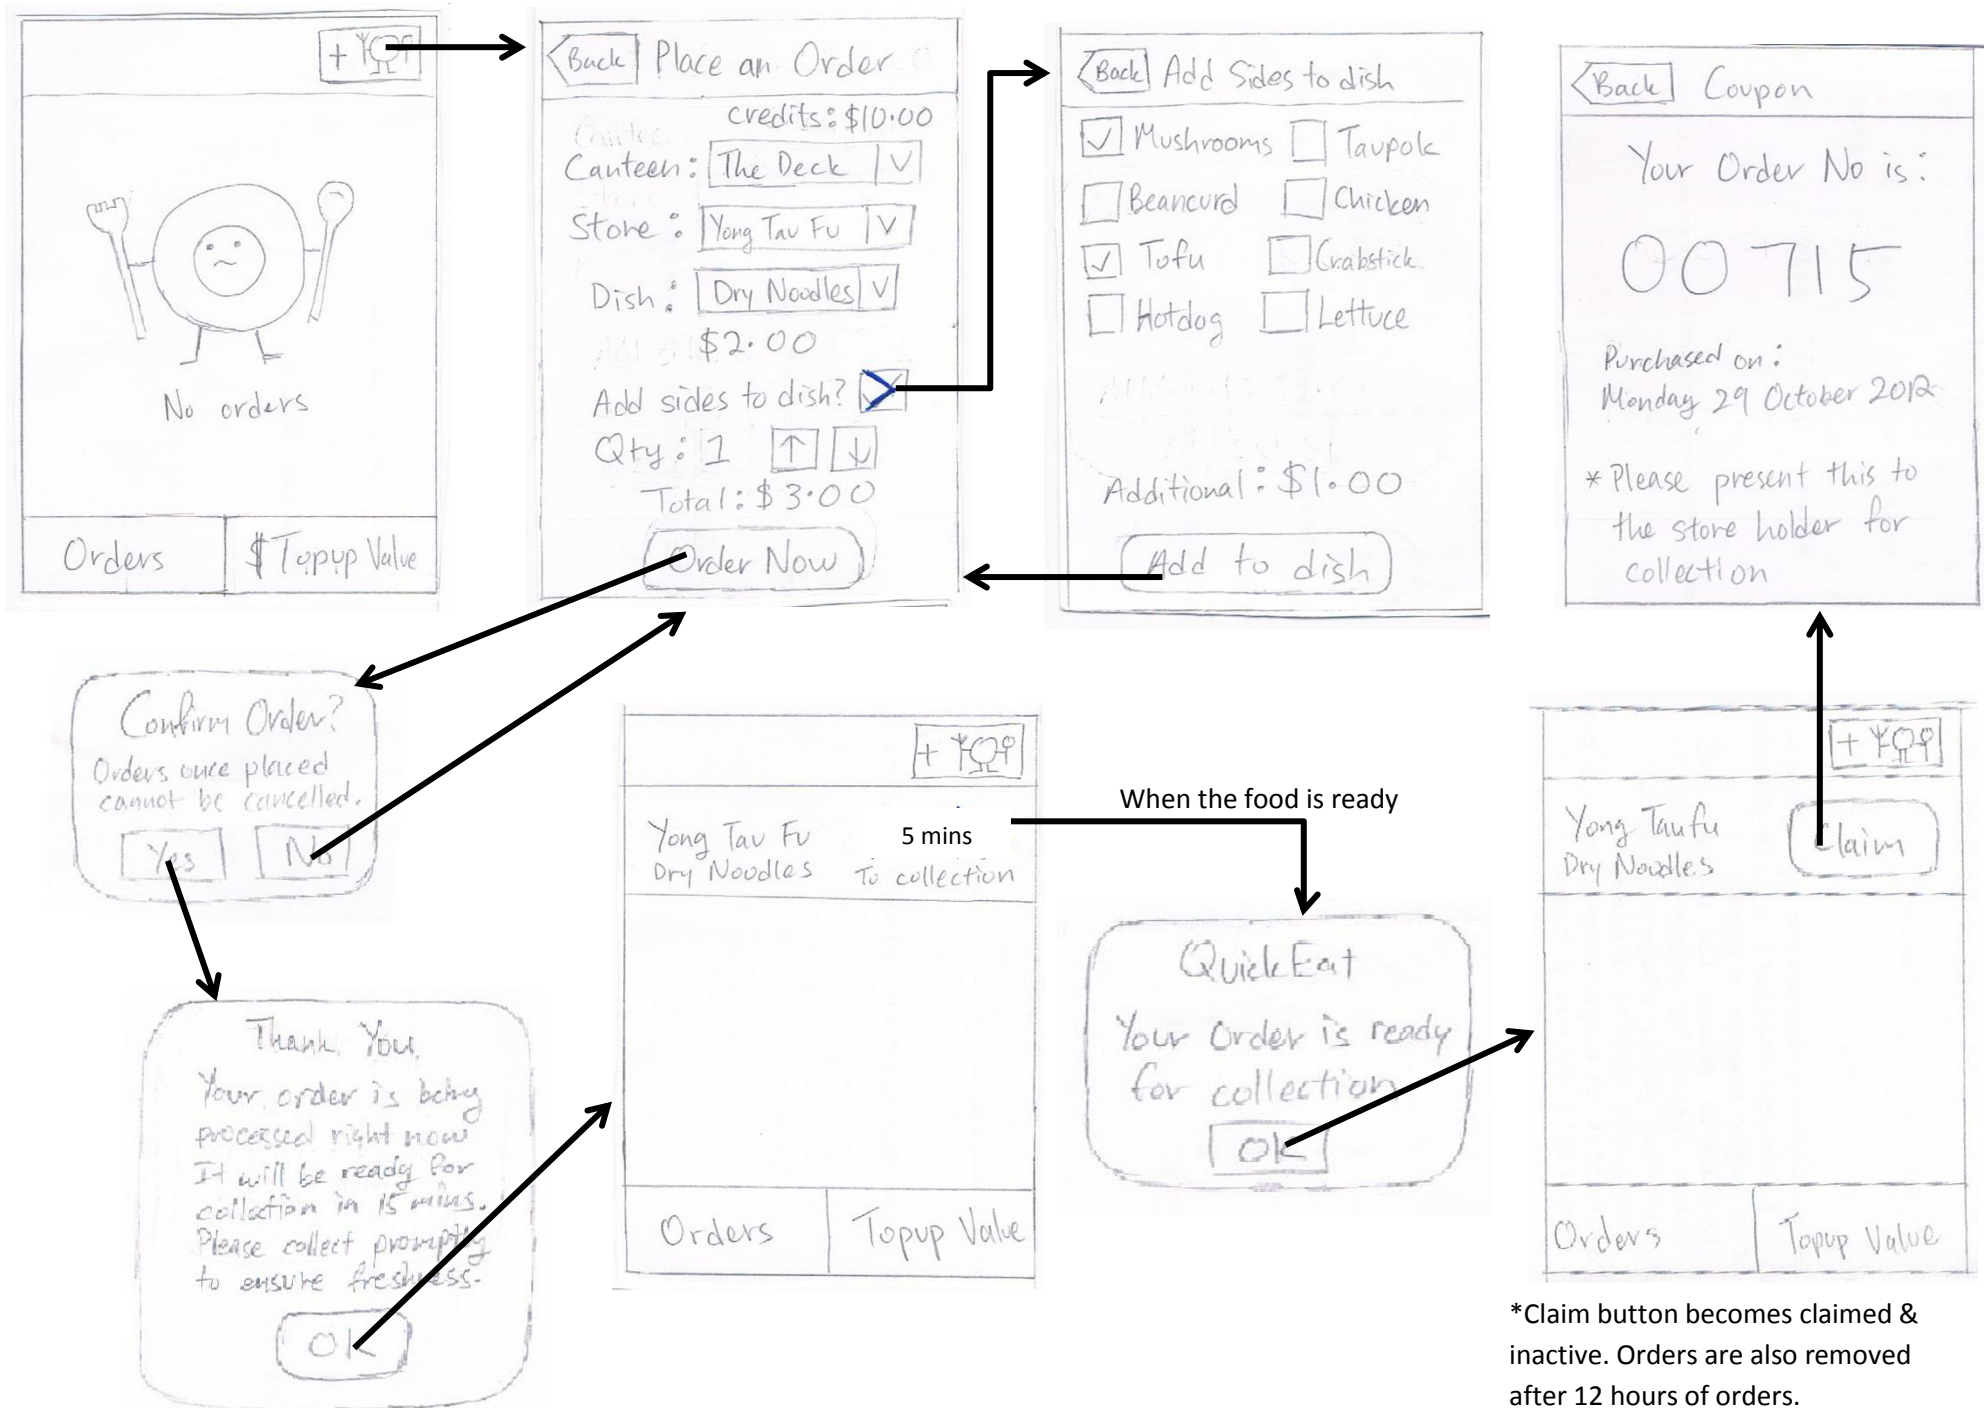 +
No orders
Orders
$ Topup Value
Back
Place an Order
credits: $10.00
Canteen: The Deck V
Store: Yong Tau Fu V
Dish: Dry Noodles V
$2.00
Add sides to dish?
Qty: 1 ↑ ↓
Total: $3.00
Order Now
Back
Add Sides to dish
Mushrooms
Taupok
Beancurd
Chicken
Tofu
Crabstick
Hotdog
Lettuce
Additional: $1.00
Add to dish
Back
Coupon
Your Order No is:
00715
Purchased on:
Monday 29 October 2012
* Please present this to
the store holder for
collection
Confirm Order?
Orders once placed
cannot be cancelled.
Yes
No
Thank You.
Your order is being
processed right now
It will be ready for
collection in 15 mins.
Please collect promptly
to ensure freshness.
OK
+
Yong Tau Fu
Dry Noodles
5 mins
To collection
Orders
Topup Value
When the food is ready
QuickEat
Your Order is ready
for collection
OK
+
Yong Taufu
Dry Noodles
Claim
Orders
Topup Value
*Claim button becomes claimed &
inactive. Orders are also removed
after 12 hours of orders.